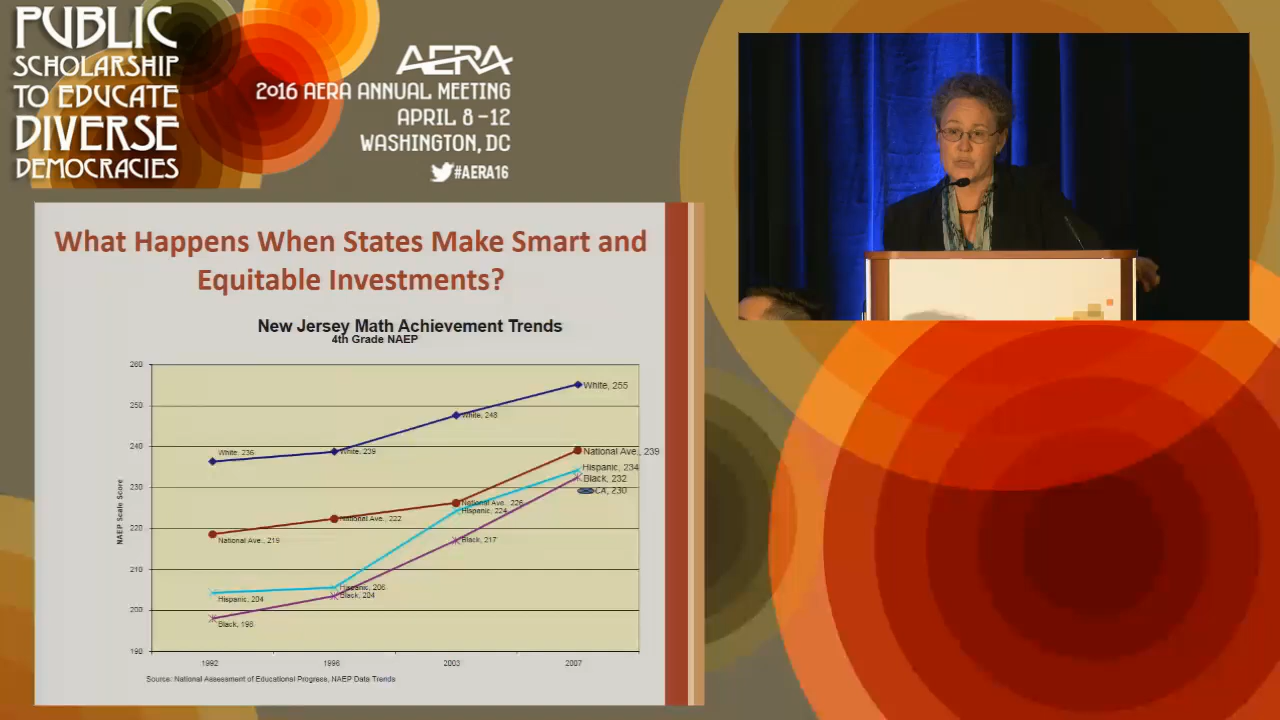 PUBLIC
SCHOLARSHIP
TO EDUCATE
DIVERSE
DEMOCRACIES
AERA
2016 AERA ANNUAL MEETING
APRIL 8-12
WASHINGTON, DC
#AERA16
What Happens When States Make Smart and
Equitable Investments?
New Jersey Math Achievement Trends
4th Grade NAEP
NAEP Scale Score
260
250
240
230
220
210
200
190
White, 236
White, 239
White, 248
White, 255
National Ave., 219
National Ave., 222
National Ave., 226
National Ave., 239
Hispanic, 204
Hispanic, 206
Hispanic, 224
Hispanic, 234
Black, 198
Black, 204
Black, 217
Black, 232
CA, 230
1992
1996
2003
2007
Source: National Assessment of Educational Progress, NAEP Data Trends